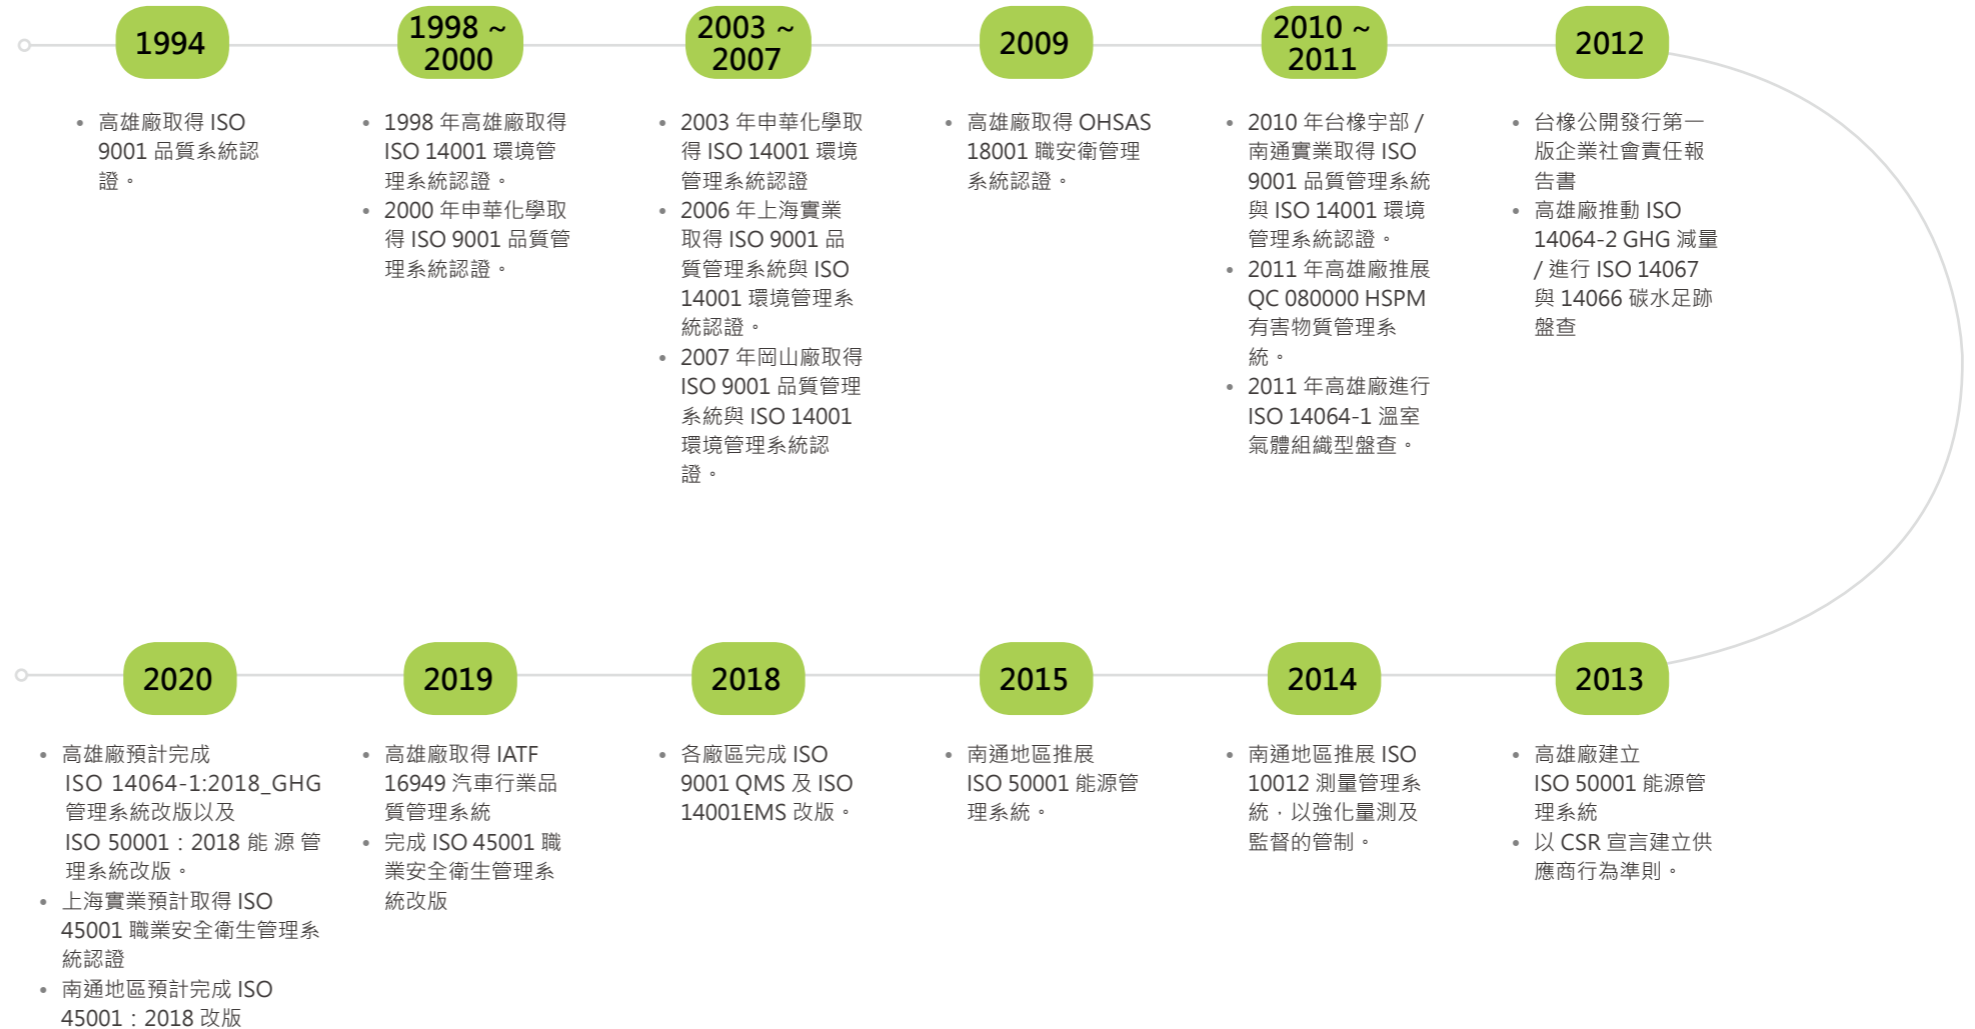 1994
• 高雄廠取得 ISO
9001 品質系統認
證。
1998 ~
2000
• 1998 年高雄廠取得
ISO 14001 環境管
理系統認證。
• 2000 年申華化學取
得 ISO 9001 品質管
理系統認證。
2003 ~
2007
• 2003 年申華化學取
得 ISO 14001 環境
管理系統認證
• 2006 年上海實業
取得 ISO 9001 品
質管理系統與 ISO
14001 環境管理系
統認證。
• 2007 年岡山廠取得
ISO 9001 品質管理
系統與 ISO 14001
環境管理系統認
證。
2009
• 高雄廠取得 OHSAS
18001 職安衛管理
系統認證。
2010 ~
2011
• 2010 年台橡宇部 /
南通實業取得 ISO
9001 品質管理系統
與 ISO 14001 環境
管理系統認證。
• 2011 年高雄廠推展
QC 080000 HSPM
有害物質管理系
統。
• 2011 年高雄廠進行
ISO 14064-1 溫室
氣體組織型盤查。
2012
• 台橡公開發行第一
版企業社會責任報
告書
• 高雄廠推動 ISO
14064-2 GHG 減量
/ 進行 ISO 14067
與 14066 碳水足跡
盤查
2013
• 高雄廠建立
ISO 50001 能源管
理系統
• 以 CSR 宣言建立供
應商行為準則。
2014
• 南通地區推展 ISO
10012 測量管理系
統，以強化量測及
監督的管制。
2015
• 南通地區推展
ISO 50001 能源管
理系統。
2018
• 各廠區完成 ISO
9001 QMS 及 ISO
14001EMS 改版。
2019
• 高雄廠取得 IATF
16949 汽車行業品
質管理系統
• 完成 ISO 45001 職
業安全衛生管理系
統改版
2020
• 高雄廠預計完成
ISO 14064-1:2018_GHG
管理系統改版以及
ISO 50001：2018 能 源 管
理系統改版。
• 上海實業預計取得 ISO
45001 職業安全衛生管理系
統認證
• 南通地區預計完成 ISO
45001：2018 改版